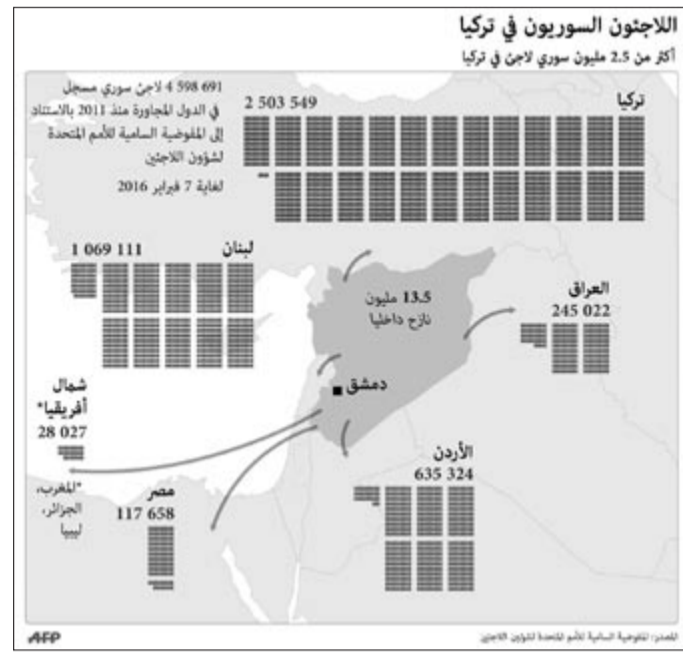 اللاجئون السوريون في تركيا
أكثر من 2.5 مليون سوري لاجئ في تركيا
4 598 691 لاجئ سوري مسجل
في الدول المجاورة منذ 2011 بالاستناد
إلى المفوضية السامية للأمم المتحدة
لشؤون اللاجئين
لغاية 7 فبراير 2016
تركيا
2 503 549
لبنان
1 069 111
13.5 مليون
نازح داخليا
العراق
245 022
دمشق
شمال
أفريقيا*
28 027
*المغرب،
الجزائر،
ليبيا
مصر
117 658
الأردن
635 324
المصدر: المفوضية السامية للأمم المتحدة لشؤون اللاجئين
AFP